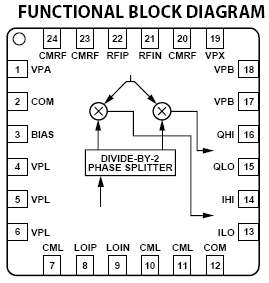 FUNCTIONAL BLOCK DIAGRAM
24 23 22 21 20 19
CMRF CMRF RFIP RFIN CMRF VPX
1 VPA
VPB 18
2 COM
VPB 17
3 BIAS
QHI 16
4 VPL
QLO 15
5 VPL
IHI 14
6 VPL
ILO 13
DIVIDE-BY-2
PHASE SPLITTER
CML LOIP LOIN CML CML COM
7 8 9 10 11 12